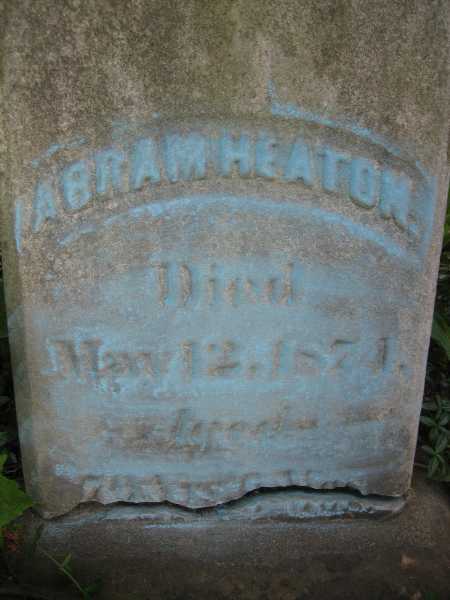 ABRAM HEATON.
Died
May 12, 1874.
Aged